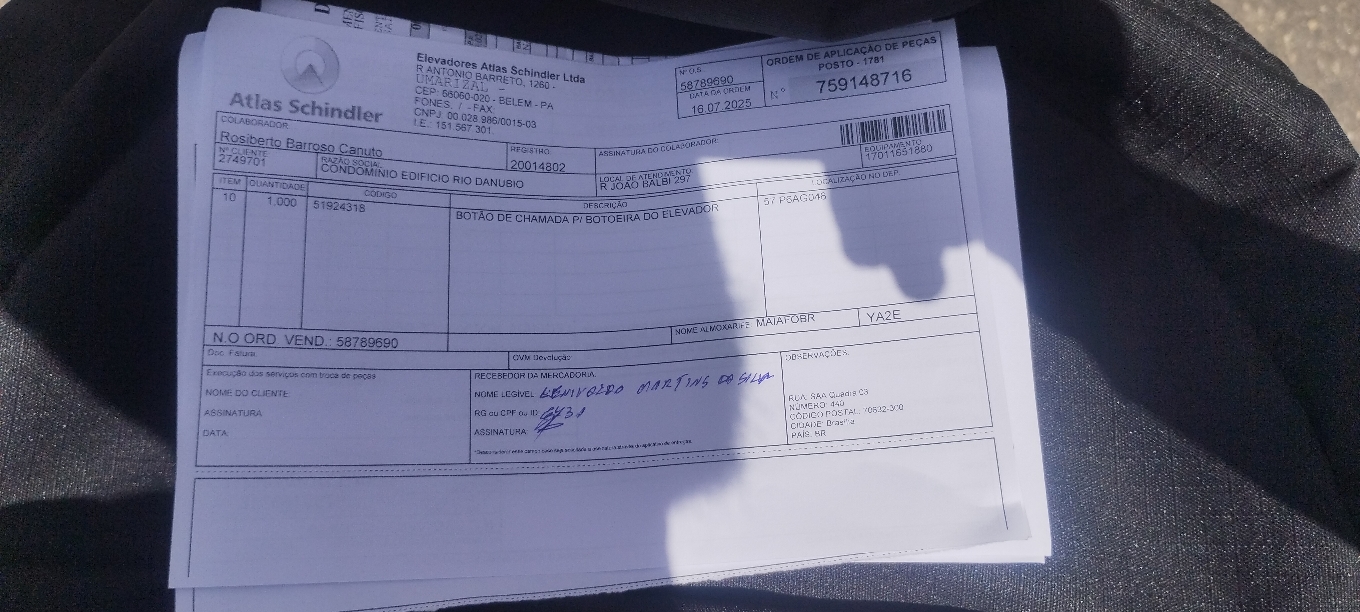 Atlas Schindler
Elevadores Atlas Schindler Ltda
R ANTONIO BARRETO, 1260 -
UMARIZAL -
CEP: 66060-020 - BELEM - PA
FONES: / - FAX:
CNPJ: 00.028.986/0015-03
I.E.: 151 567 301
Nº O.S.
58789690
DATA DA ORDEM
16.07.2025
ORDEM DE APLICAÇÃO DE PEÇAS
POSTO - 1781
Nº 759148716
COLABORADOR:
Rosiberto Barroso Canuto
REGISTRO:
20014802
ASSINATURA DO COLABORADOR:
Nº CLIENTE
2749701
RAZÃO SOCIAL
CONDOMINIO EDIFICIO RIO DANUBIO
LOCAL DE ATENDIMENTO
R JOAO BALBI 297
EQUIPAMENTO
17011651880
ITEM QUANTIDADE CÓDIGO DESCRIÇÃO LOCALIZAÇÃO NO DEP.
10 1.000 51924318 BOTÃO DE CHAMADA P/ BOTOEIRA DO ELEVADOR 57 P5AG046
N.O ORD. VEND.: 58789690
NOME ALMOXARIFE MAIAFOBR YA2E
Doc. Fatura:
OVM Devolução
Execução dos serviços com troca de peças
NOME DO CLIENTE:
ASSINATURA
DATA:
RECEBEDOR DA MERCADORIA:
NOME LEGÍVEL GENIVALDO MARTINS DA SILVA
RG ou CPF ou ID:
ASSINATURA:
OBSERVAÇÕES:
RUA: SAA Quadra 03
NÚMERO: 440
CÓDIGO POSTAL: 70632-300
CIDADE: Brasília
PAÍS: BR